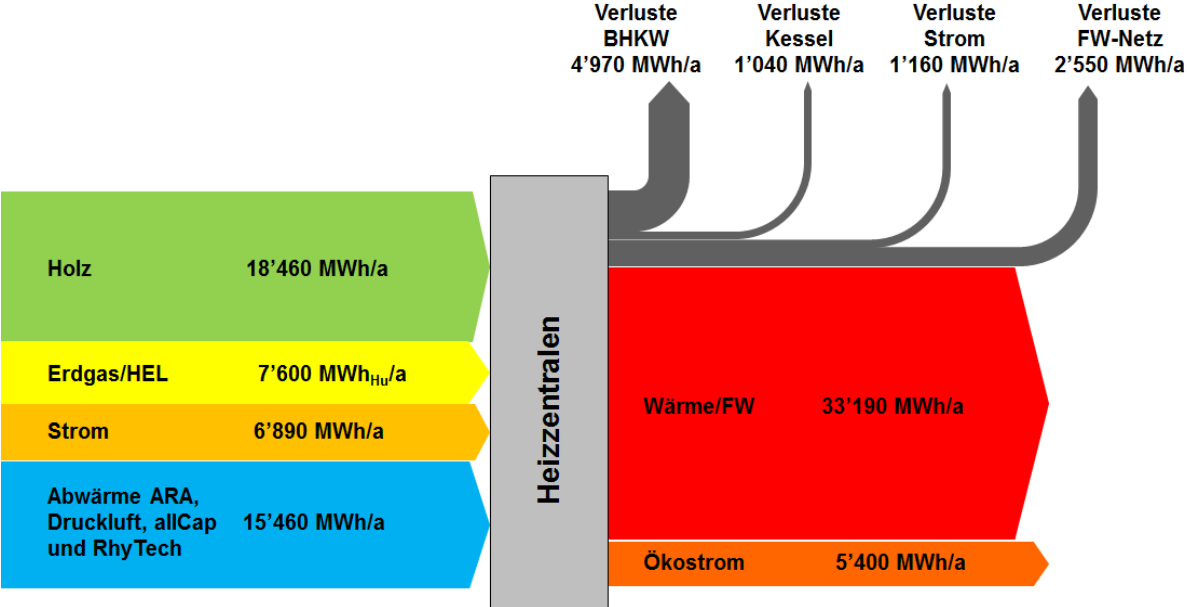 Verluste
BHKW
4’970 MWh/a
Verluste
Kessel
1’040 MWh/a
Verluste
Strom
1’160 MWh/a
Verluste
FW-Netz
2’550 MWh/a
Holz 18’460 MWh/a
Erdgas/HEL 7’600 MWhHu/a
Strom 6’890 MWh/a
Abwärme ARA,
Druckluft, allCap 15’460 MWh/a
und RhyTech
Heizzentralen
Wärme/FW 33’190 MWh/a
Ökostrom 5’400 MWh/a